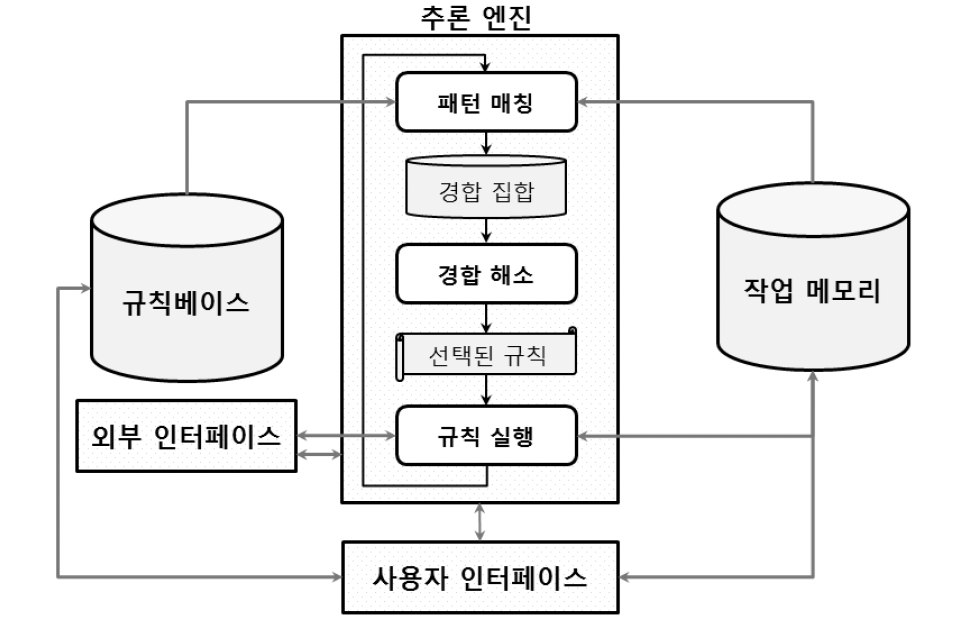 추론 엔진
패턴 매칭
경합 집합
경합 해소
규칙베이스
작업 메모리
선택된 규칙
외부 인터페이스
규칙 실행
사용자 인터페이스